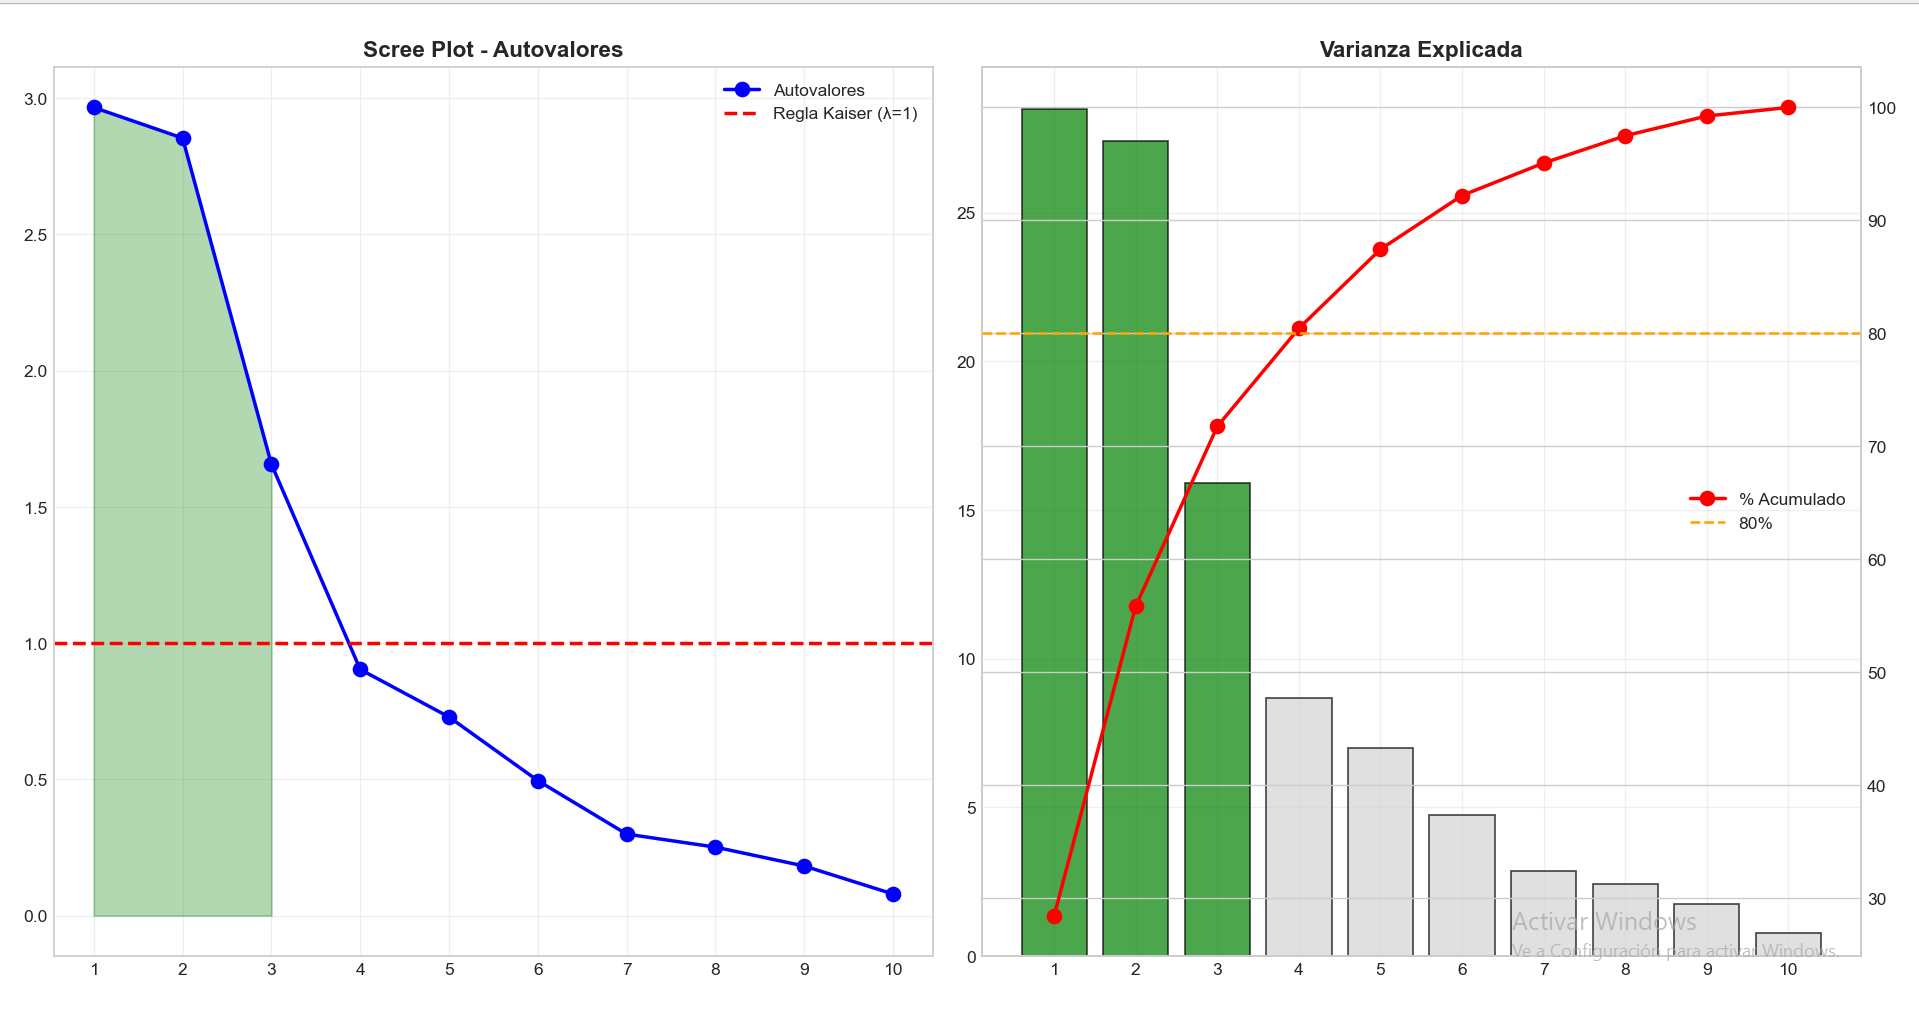 Scree Plot - Autovalores
Autovalores
Regla Kaiser (λ=1)
3.0
2.5
2.0
1.5
1.0
0.5
0.0
1 2 3 4 5 6 7 8 9 10
Varianza Explicada
25
20
15
10
5
0
100
90
80
70
60
50
40
30
% Acumulado
80%
1 2 3 4 5 6 7 8 9 10
Activar Windows
Ve a Configuración para activar Windows.